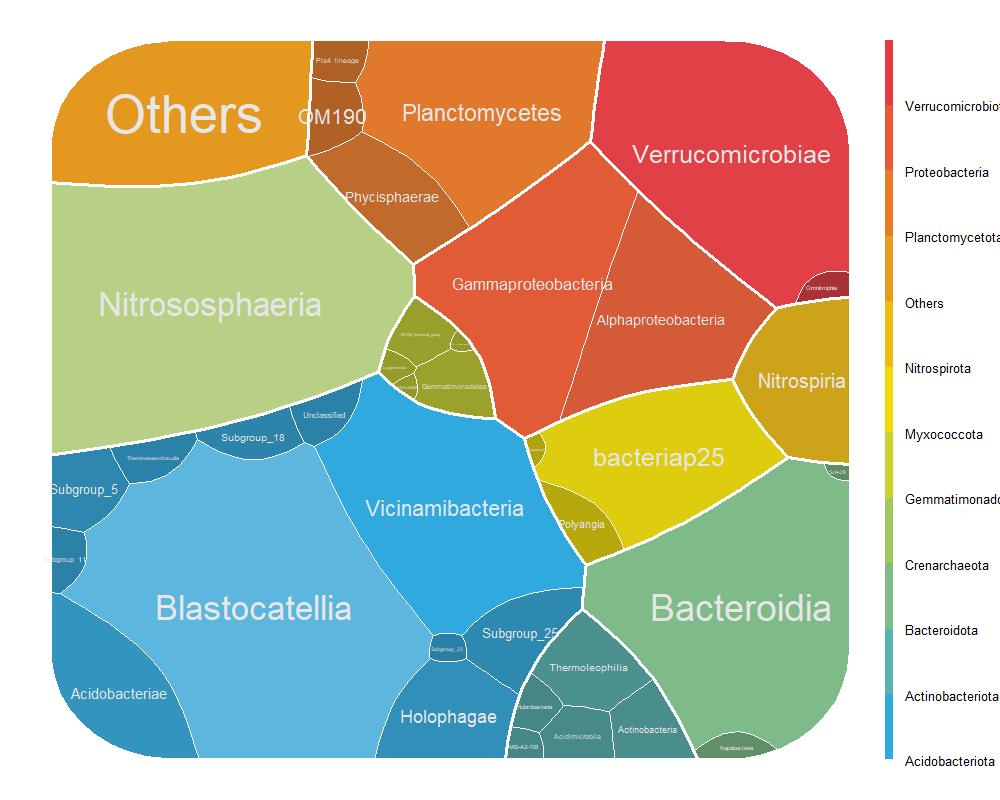 Pla4_lineage
Others
OM190
Planctomycetes
Verrucomicrobiae
Phycisphaerae
Nitrososphaeria
Gammaproteobacteria
Omnitrophia
Alphaproteobacteria
Gemmatimonadetes
Nitrospiria
Unclassified
Subgroup_18
Thermoanaerobaculia
bacteriap25
Subgroup_5
Vicinamibacteria
Polyangia
Blastocatellia
Bacteroidia
Subgroup_25
Subgroup_22
Thermoleophilia
Acidobacteriae
Holophagae
Rubrobacteria
Acidimicrobiia
Actinobacteria
MB-A2-108
Kapabacteria
Verrucomicrobiot
Proteobacteria
Planctomycetota
Others
Nitrospirota
Myxococcota
Gemmatimonado
Crenarchaeota
Bacteroidota
Actinobacteriota
Acidobacteriota